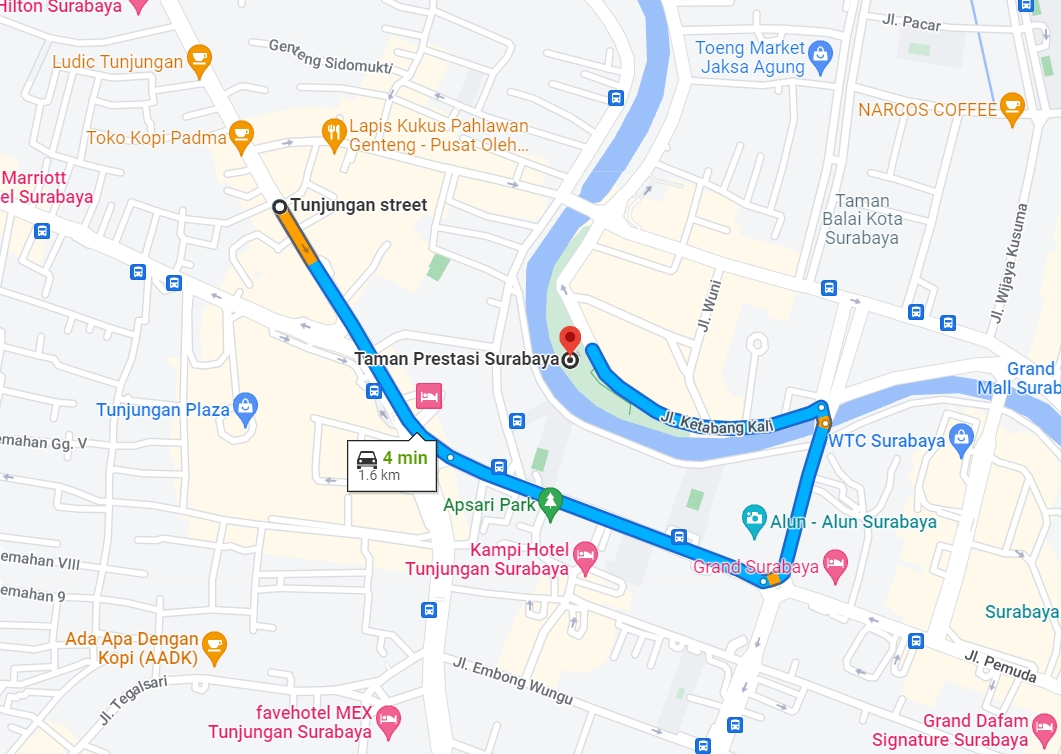 Hilton Surabaya
Jl. Pacar
Genteng Sidomukti
Toeng Market
Jaksa Agung
Ludic Tunjungan
NARCOS COFFEE
Toko Kopi Padma
Lapis Kukus Pahlawan
Genteng - Pusat Oleh...
Marriott
el Surabaya
Tunjungan street
Taman
Balai Kota
Surabaya
Jl. Wijaya Kusuma
Jl. Wuni
Taman Prestasi Surabaya
Grand
Mall Surab
Tunjungan Plaza
Jl. Ketabang Kali
WTC Surabaya
emahan Gg. V
4 min
1.6 km
Apsari Park
Alun - Alun Surabaya
Kampi Hotel
Tunjungan Surabaya
Grand Surabaya
emahan VIII
emahan 9
Surabaya
Ada Apa Dengan
Kopi (AADK)
Jl. Embong Wungu
Jl. Pemuda
Jl. Tegalsari
favehotel MEX
Tunjungan Surabaya
Grand Dafam
Signature Surabaya